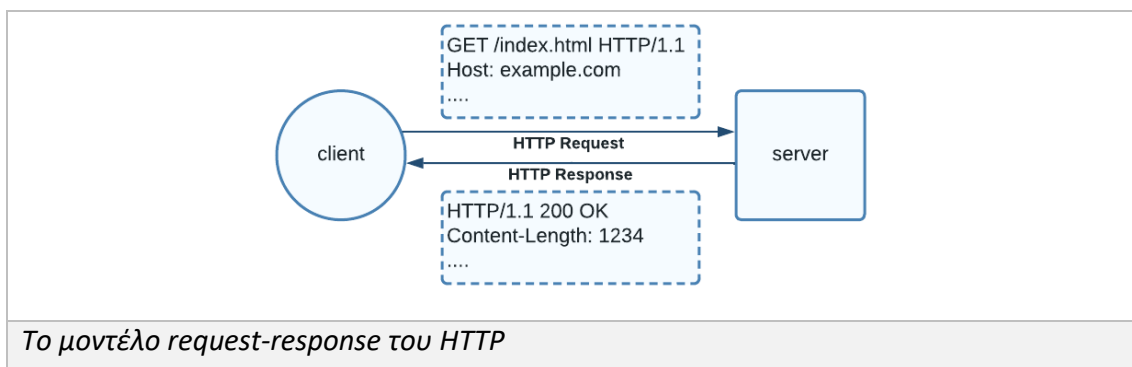 GET /index.html HTTP/1.1
Host: example.com
....
client
HTTP Request
HTTP Response
server
HTTP/1.1 200 OK
Content-Length: 1234
....
Το μοντέλο request-response του HTTP